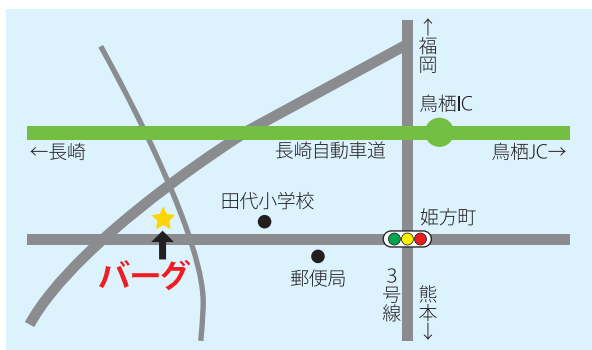 ↑
福岡
鳥栖IC
←長崎
長崎自動車道
鳥栖JC→
田代小学校
姫方町
バーグ
郵便局
3号線
熊本
↓